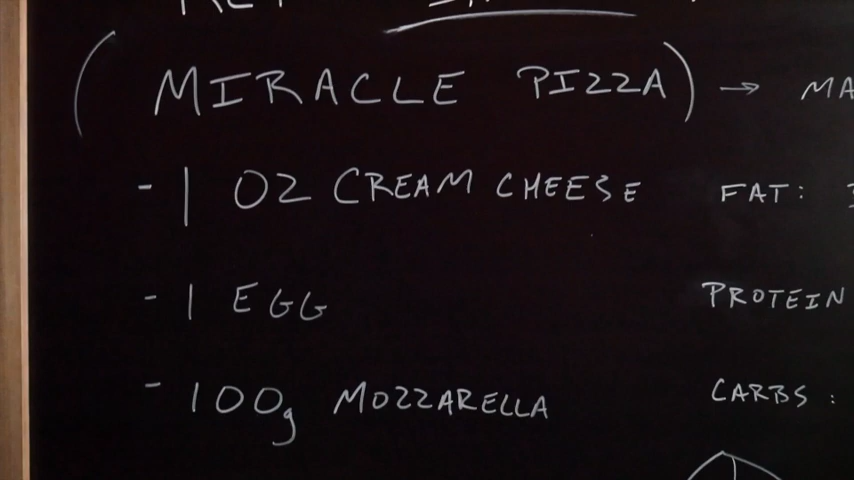 (MIRACLE PIZZA) → MA
- 1 OZ CREAM CHEESE FAT:
- 1 EGG PROTEIN
- 100g MOZZARELLA CARBS: